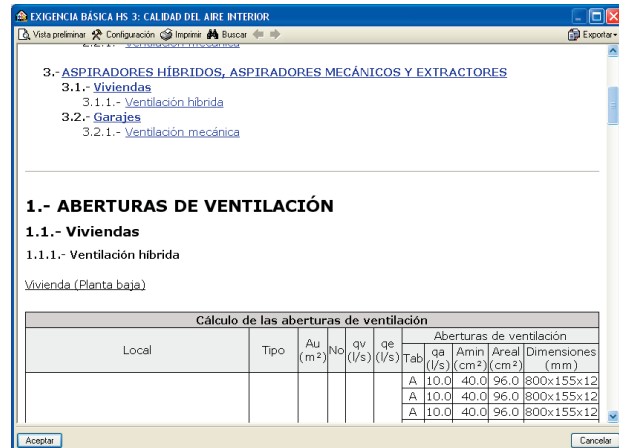 EXIGENCIA BÁSICA HS 3: CALIDAD DEL AIRE INTERIOR
Vista preliminar Configuración Imprimir Buscar Exportar
2.2.1.- Ventilación mecánica
3.- ASPIRADORES HÍBRIDOS, ASPIRADORES MECÁNICOS Y EXTRACTORES
3.1.- Viviendas
3.1.1.- Ventilación híbrida
3.2.- Garajes
3.2.1.- Ventilación mecánica
1.- ABERTURAS DE VENTILACIÓN
1.1.- Viviendas
1.1.1.- Ventilación híbrida
Vivienda (Planta baja)
Cálculo de las aberturas de ventilación
Local Tipo Au (m²) No qv (l/s) qe (l/s) Aberturas de ventilación
Tab qa (l/s) Amin (cm²) Areal (cm²) Dimensiones (mm)
A 10.0 40.0 96.0 800x155x12
A 10.0 40.0 96.0 800x155x12
A 10.0 40.0 96.0 800x155x12
Aceptar Cancelar